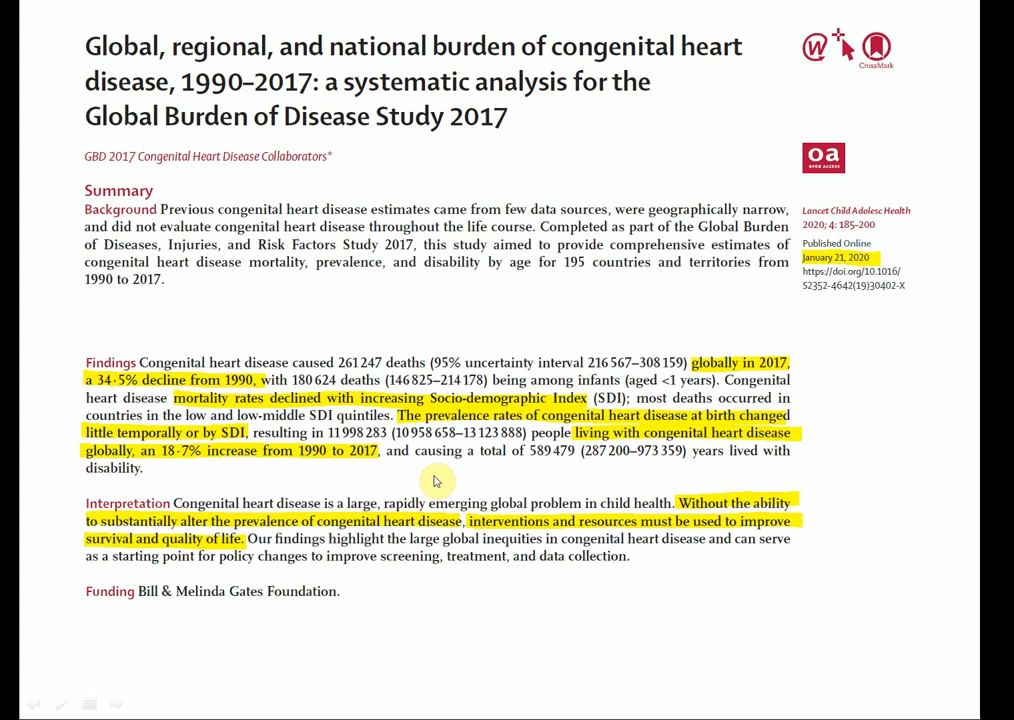 Global, regional, and national burden of congenital heart
disease, 1990–2017: a systematic analysis for the
Global Burden of Disease Study 2017
W
CrossMark
GBD 2017 Congenital Heart Disease Collaborators*
oa
OPEN ACCESS
Summary
Background Previous congenital heart disease estimates came from few data sources, were geographically narrow,
and did not evaluate congenital heart disease throughout the life course. Completed as part of the Global Burden
of Diseases, Injuries, and Risk Factors Study 2017, this study aimed to provide comprehensive estimates of
congenital heart disease mortality, prevalence, and disability by age for 195 countries and territories from
1990 to 2017.
Lancet Child Adolesc Health
2020; 4: 185–200
Published Online
January 21, 2020
https://doi.org/10.1016/
S2352-4642(19)30402-X
Findings Congenital heart disease caused 261 247 deaths (95% uncertainty interval 216 567–308 159) globally in 2017,
a 34·5% decline from 1990, with 180 624 deaths (146 825–214 178) being among infants (aged <1 years). Congenital
heart disease mortality rates declined with increasing Socio-demographic Index (SDI); most deaths occurred in
countries in the low and low-middle SDI quintiles. The prevalence rates of congenital heart disease at birth changed
little temporally or by SDI, resulting in 11 998 283 (10 958 658–13 123 888) people living with congenital heart disease
globally, an 18·7% increase from 1990 to 2017, and causing a total of 589 479 (287 200–973 359) years lived with
disability.
Interpretation Congenital heart disease is a large, rapidly emerging global problem in child health. Without the ability
to substantially alter the prevalence of congenital heart disease, interventions and resources must be used to improve
survival and quality of life. Our findings highlight the large global inequities in congenital heart disease and can serve
as a starting point for policy changes to improve screening, treatment, and data collection.
Funding Bill & Melinda Gates Foundation.